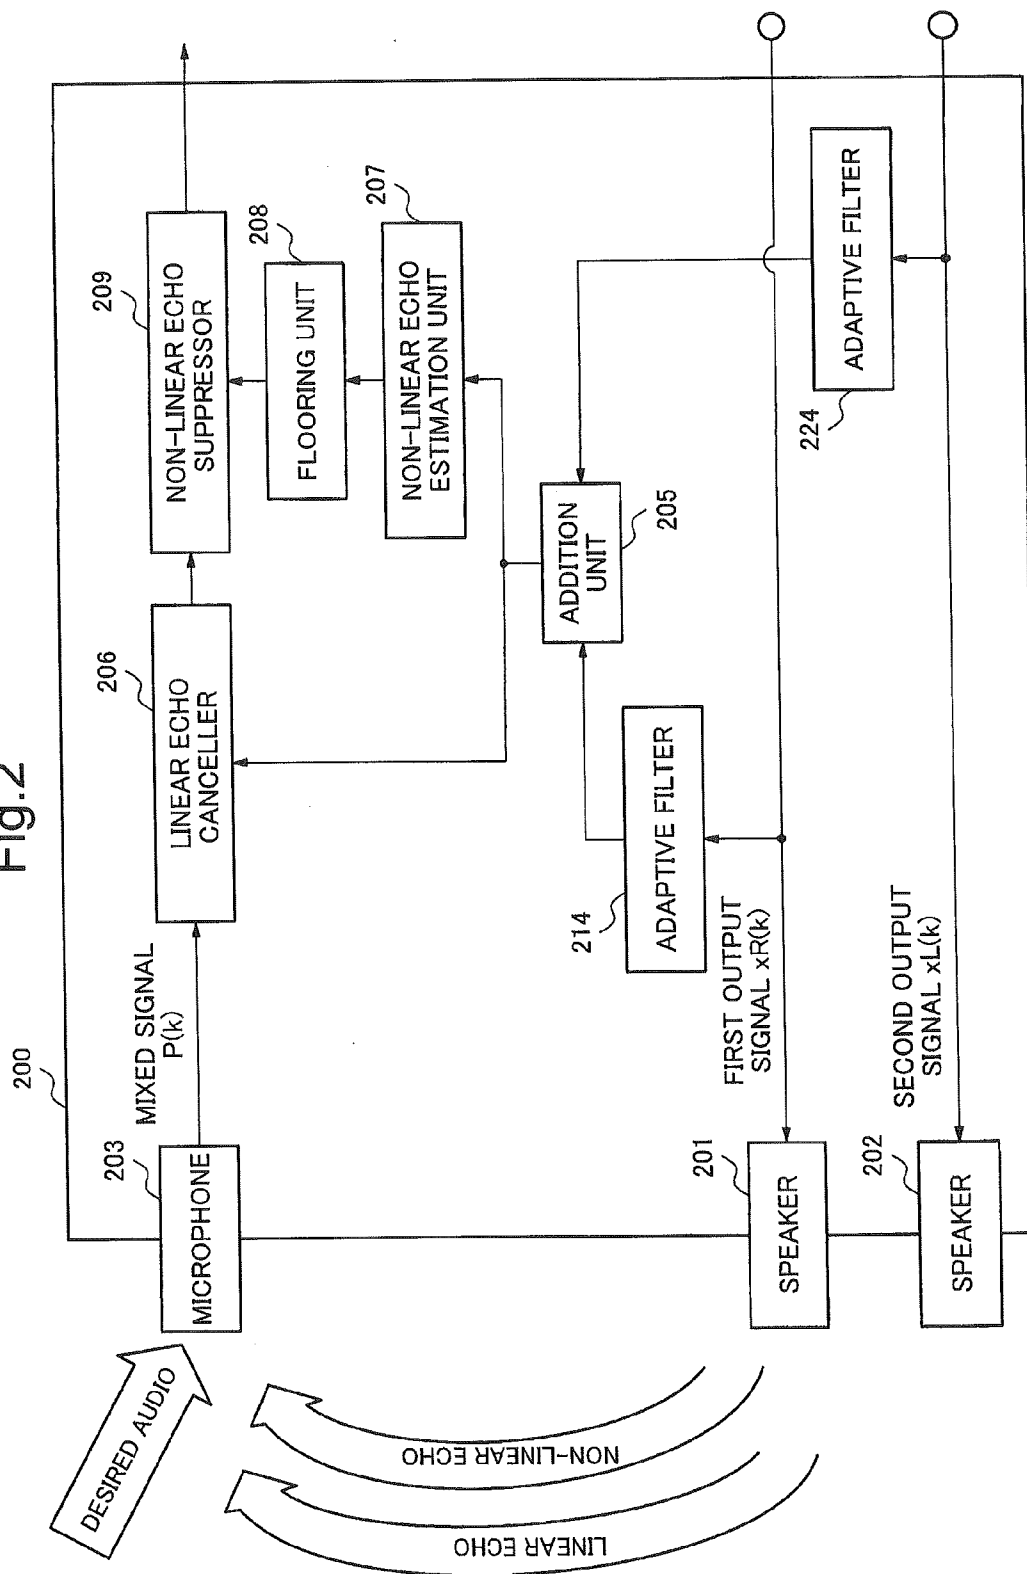 Fig.2
200
DESIRED AUDIO
203
MICROPHONE
MIXED SIGNAL
P(k)
206
LINEAR ECHO
CANCELLER
209
NON-LINEAR ECHO
SUPPRESSOR
208
FLOORING UNIT
207
NON-LINEAR ECHO
ESTIMATION UNIT
ADDITION
UNIT
205
214
ADAPTIVE FILTER
224
ADAPTIVE FILTER
NON-LINEAR ECHO
LINEAR ECHO
201
SPEAKER
FIRST OUTPUT
SIGNAL xR(k)
202
SPEAKER
SECOND OUTPUT
SIGNAL xL(k)